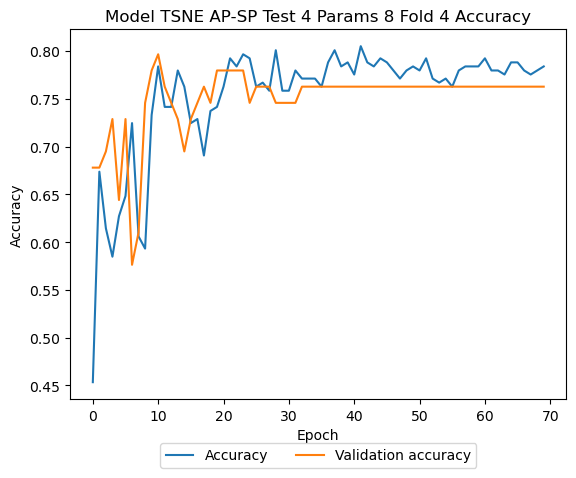 Model TSNE AP-SP Test 4 Params 8 Fold 4 Accuracy
Accuracy
0.80
0.75
0.70
0.65
0.60
0.55
0.50
0.45
0 10 20 30 40 50 60 70
Epoch
Accuracy Validation accuracy